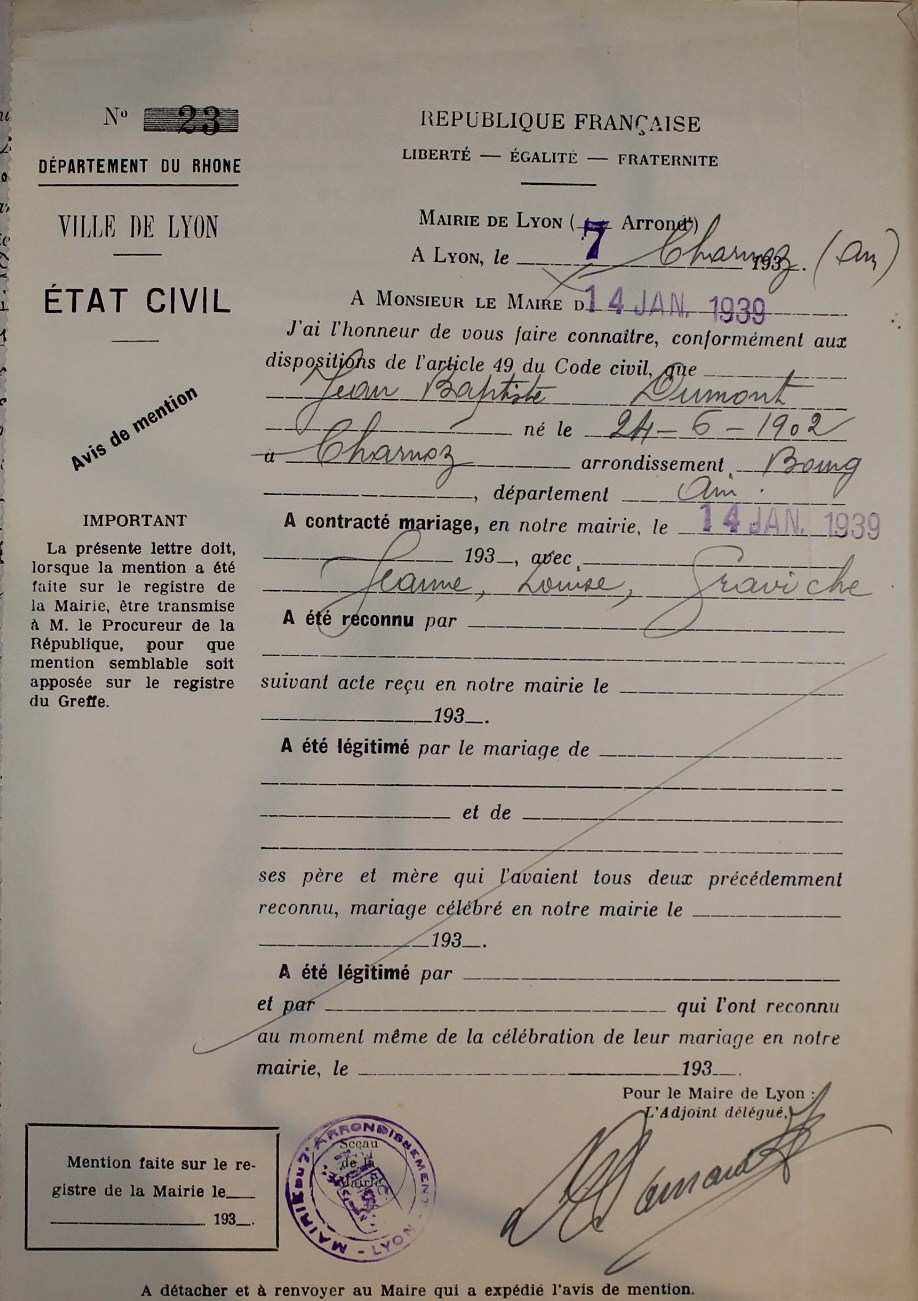 Nº 23
DÉPARTEMENT DU RHONE
VILLE DE LYON
ÉTAT CIVIL
Avis de mention
IMPORTANT
La présente lettre doit,
lorsque la mention a été
faite sur le registre de
la Mairie, être transmise
à M. le Procureur de la
République, pour que
mention semblable soit
apposée sur le registre
du Greffe.
REPUBLIQUE FRANÇAISE
LIBERTÉ — ÉGALITÉ — FRATERNITE
MAIRIE DE LYON (7 Arrondt)
A LYON, le Charnoz 193 . (Ain)
A MONSIEUR LE MAIRE D 14 JAN. 1939
J'ai l'honneur de vous faire connaître, conformément aux
dispositions de l'article 49 du Code civil, que
Jean Baptiste Dumont
né le 24-6-1902
à Charnoz arrondissement Bourg
, département Ain.
A contracté mariage, en notre mairie, le 14 JAN. 1939
193 , avec
Jeanne, Louise, Graviche
A été reconnu par
suivant acte reçu en notre mairie le
193 .
A été légitimé par le mariage de
et de
ses père et mère qui l'avaient tous deux précédemment
reconnu, mariage célébré en notre mairie le
193 .
A été légitimé par
et par qui l'ont reconnu
au moment même de la célébration de leur mariage en notre
mairie, le 193 .
Pour le Maire de Lyon :
L'Adjoint délégué,
Mention faite sur le re-
gistre de la Mairie le
193 .
Sceau
de la
Mairie
MAIRIE DU 7e ARRONDISSEMENT - LYON -
A détacher et à renvoyer au Maire qui a expédié l'avis de mention.